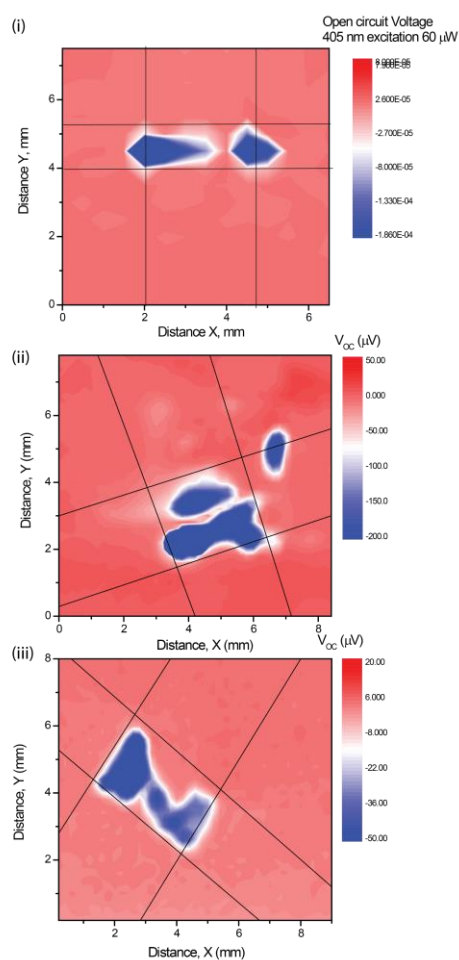 (i)
Open circuit Voltage
405 nm excitation 60 μW
2.600E-05
-2.700E-05
-8.000E-05
-1.330E-04
-1.860E-04
Distance Y, mm
6
4
2
0
0 2 4 6
Distance X, mm
(ii)
V_OC (μV)
50.00
0.000
-50.00
-100.0
-150.0
-200.0
Distance, Y (mm)
6
4
2
0
0 2 4 6 8
Distance, X (mm)
(iii)
V_OC (μV)
20.00
6.000
-8.000
-22.00
-36.00
-50.00
Distance, Y (mm)
8
6
4
2
2 4 6 8
Distance, X (mm)